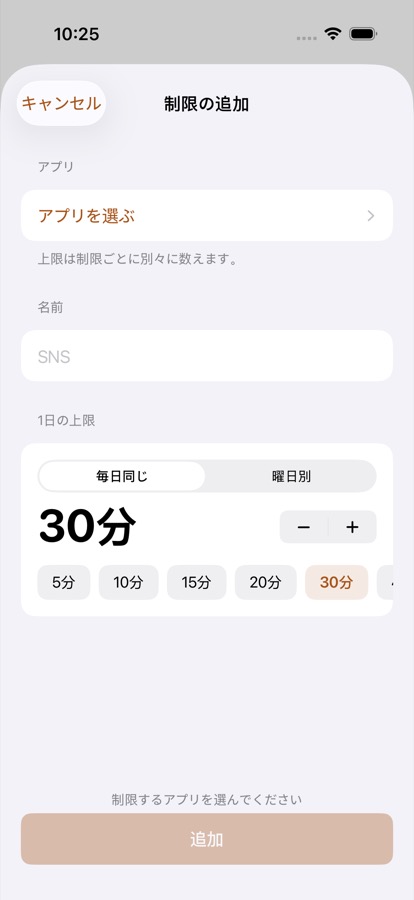 10:25
キャンセル
制限の追加
アプリ
アプリを選ぶ
上限は制限ごとに別々に数えます。
名前
SNS
1日の上限
毎日同じ 曜日別
30分
5分 10分 15分 20分 30分
制限するアプリを選んでください
追加